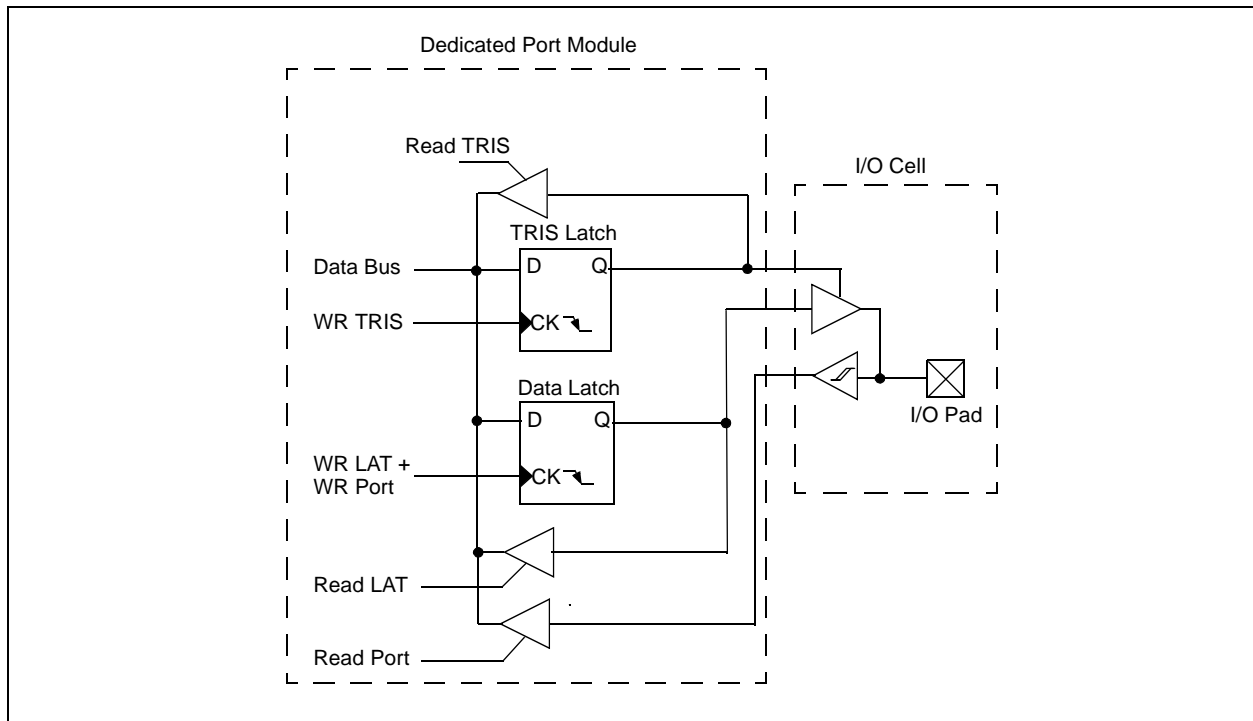 Dedicated Port Module
Read TRIS
I/O Cell
TRIS Latch
Data Bus
D
Q
WR TRIS
CK
Data Latch
I/O Pad
D
Q
WR LAT +
WR Port
CK
Read LAT
Read Port